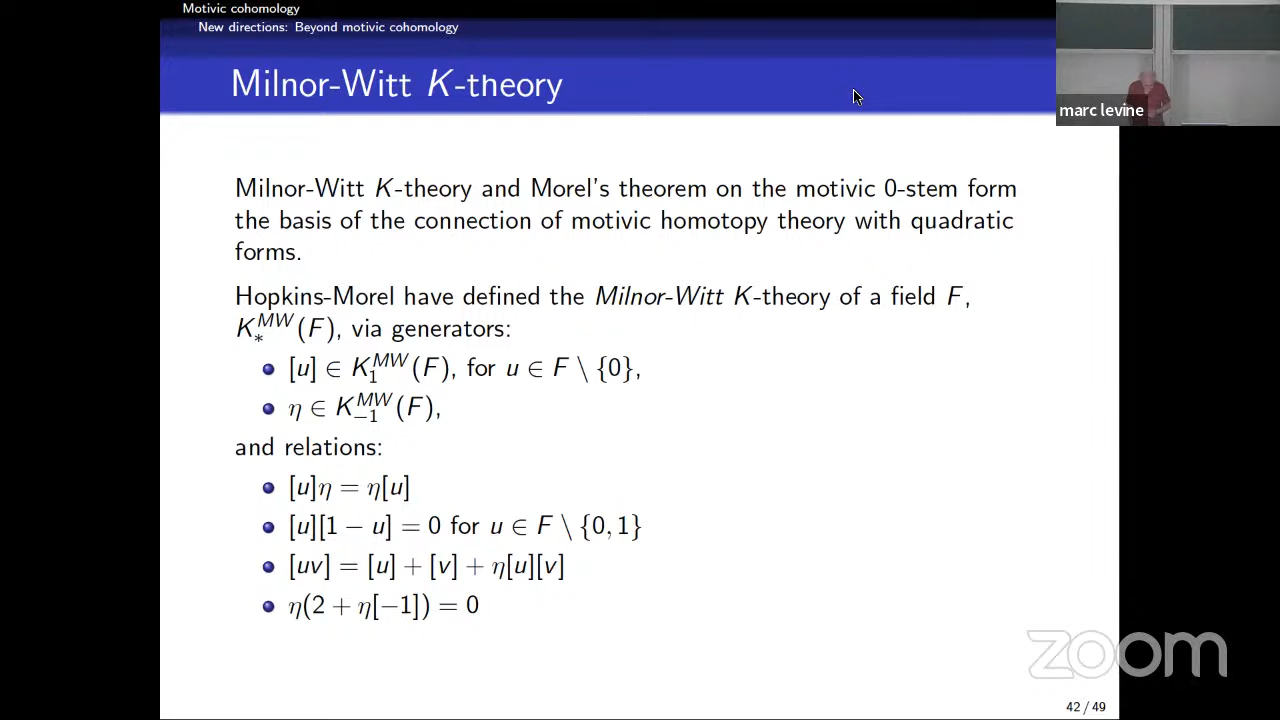 Motivic cohomology
New directions: Beyond motivic cohomology
Milnor-Witt K-theory
marc levine
Milnor-Witt K-theory and Morel's theorem on the motivic 0-stem form
the basis of the connection of motivic homotopy theory with quadratic
forms.
Hopkins-Morel have defined the Milnor-Witt K-theory of a field F,
K_*^{MW}(F), via generators:
• [u] ∈ K_1^{MW}(F), for u ∈ F \ {0},
• η ∈ K_{-1}^{MW}(F),
and relations:
• [u]η = η[u]
• [u][1 − u] = 0 for u ∈ F \ {0, 1}
• [uv] = [u] + [v] + η[u][v]
• η(2 + η[−1]) = 0
zoom
42 / 49